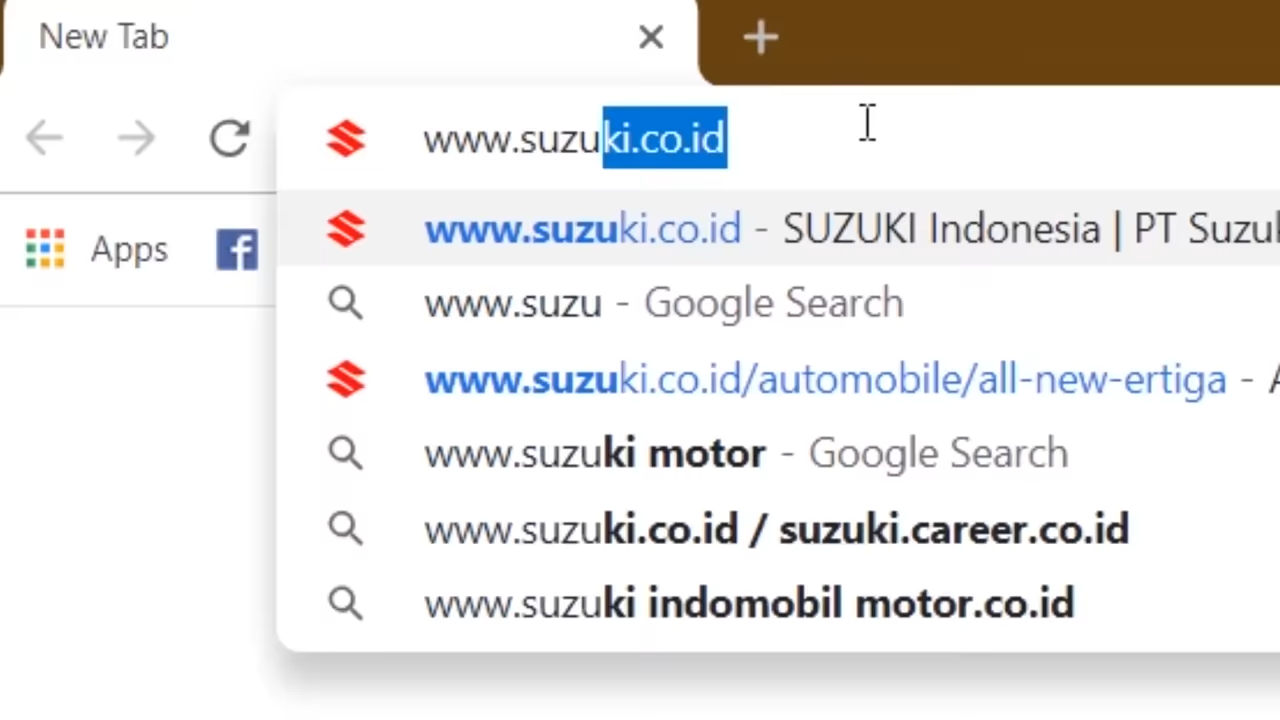 New Tab
www.suzuki.co.id
Apps
www.suzuki.co.id - SUZUKI Indonesia | PT
www.suzu - Google Search
www.suzuki.co.id/automobile/all-new-ertiga -
www.suzuki motor - Google Search
www.suzuki.co.id / suzuki.career.co.id
www.suzuki indomobil motor.co.id